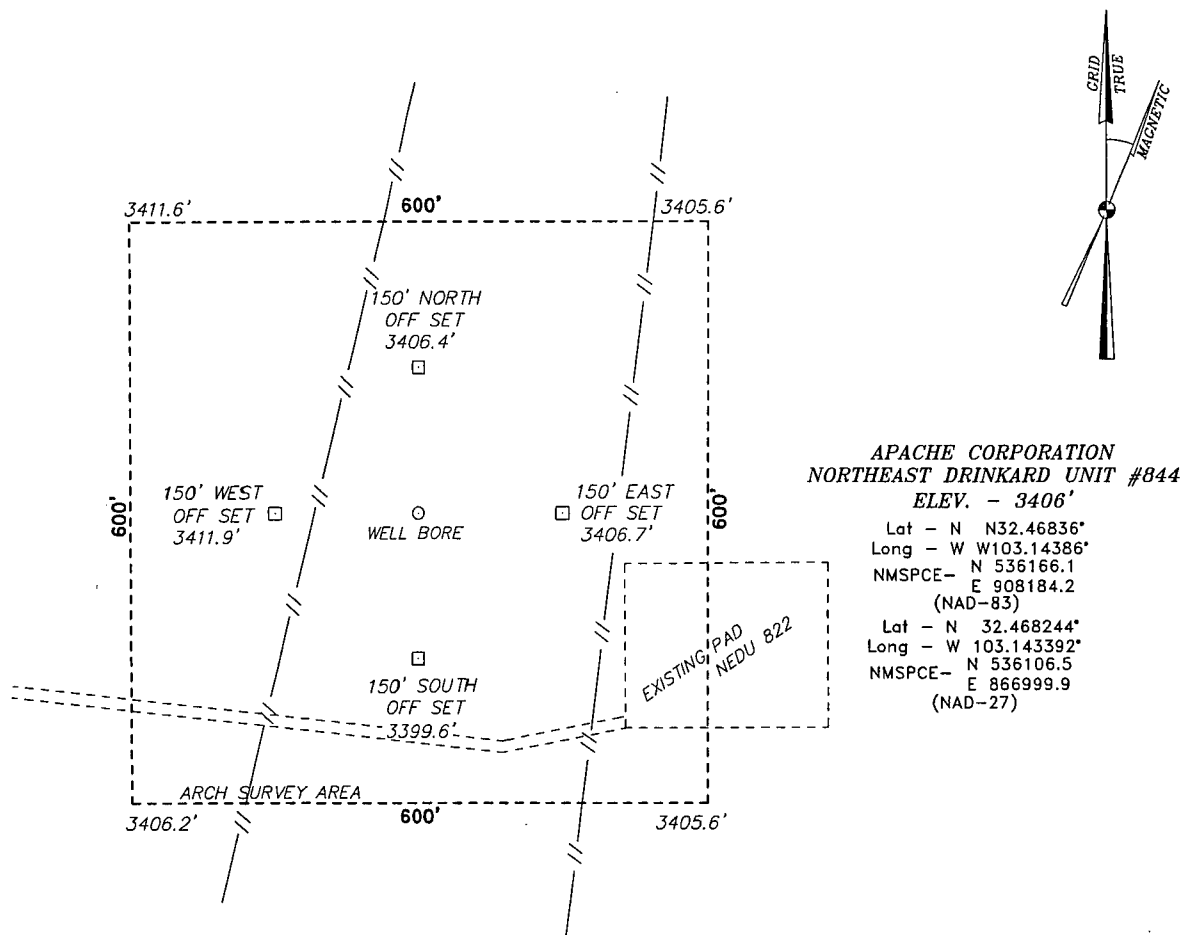 GRID
TRUE
MAGNETIC
3411.6'
600'
3405.6'
150' NORTH
OFF SET
3406.4'
150' WEST
OFF SET
3411.9'
600'
WELL BORE
150' EAST
OFF SET
3406.7'
600'
EXISTING PAD
NEDU 822
150' SOUTH
OFF SET
3399.6'
ARCH SURVEY AREA
3406.2'
600'
3405.6'
APACHE CORPORATION
NORTHEAST DRINKARD UNIT #844
ELEV. - 3406'
Lat - N N32.46836°
Long - W W103.14386°
NMSPCE- N 536166.1
E 908184.2
(NAD-83)
Lat - N 32.468244°
Long - W 103.143392°
NMSPCE- N 536106.5
E 866999.9
(NAD-27)